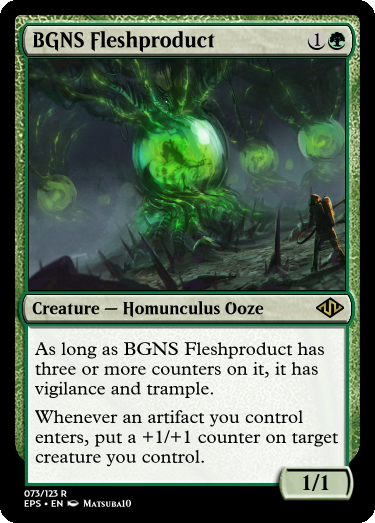 BGNS Fleshproduct 1
Creature — Homunculus Ooze
As long as BGNS Fleshproduct has
three or more counters on it, it has
vigilance and trample.
Whenever an artifact you control
enters, put a +1/+1 counter on target
creature you control.
1/1
073/123 R
EPS • EN Matsuba10